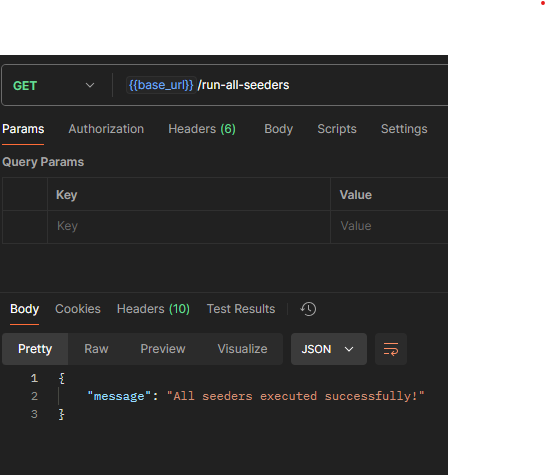 GET {{base_url}} /run-all-seeders
Params Authorization Headers (6) Body Scripts Settings
Query Params
Key Value
Key Value
Body Cookies Headers (10) Test Results
Pretty Raw Preview Visualize JSON
1 {
2 "message": "All seeders executed successfully!"
3 }